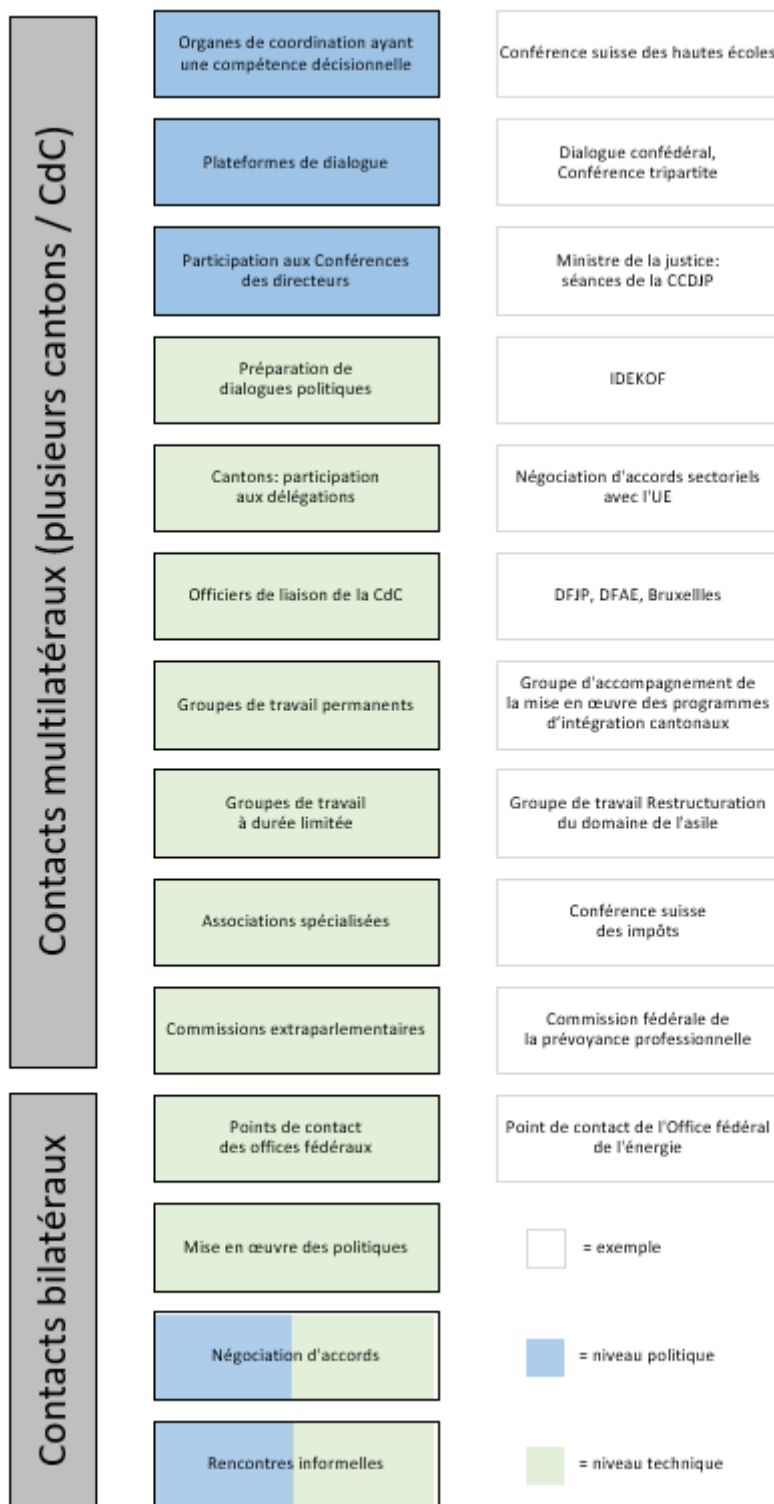 Contacts multilatéraux (plusieurs cantons / CdC)
Organes de coordination ayant
une compétence décisionnelle
Conférence suisse des hautes écoles
Plateformes de dialogue
Dialogue confédéral,
Conférence tripartite
Participation aux Conférences
des directeurs
Ministre de la justice:
séances de la CCDJP
Préparation de
dialogues politiques
IDEKOF
Cantons: participation
aux délégations
Négociation d'accords sectoriels
avec l'UE
Officiers de liaison de la CdC
DFJP, DFAE, Bruxellles
Groupes de travail permanents
Groupe d'accompagnement de
la mise en œuvre des programmes
d'intégration cantonaux
Groupes de travail
à durée limitée
Groupe de travail Restructuration
du domaine de l'asile
Associations spécialisées
Conférence suisse
des impôts
Commissions extraparlementaires
Commission fédérale de
la prévoyance professionnelle
Contacts bilatéraux
Points de contact
des offices fédéraux
Point de contact de l'Office fédéral
de l'énergie
Mise en œuvre des politiques
= exemple
Négociation d'accords
= niveau politique
Rencontres informelles
= niveau technique